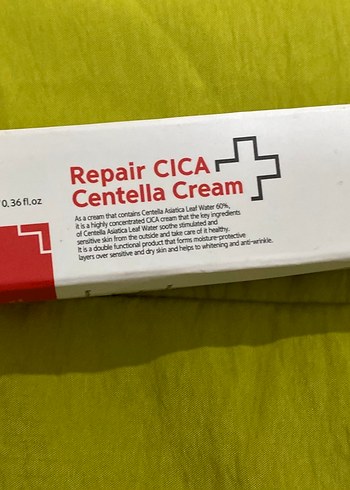 0.36 fl.oz
Repair CICA
Centella Cream
As a cream that contains Centella Asiatica Leaf Water 60%,
it is a highly concentrated CICA cream that the key ingredients
of Centella Asiatica Leaf Water soothe stimulated and
sensitive skin from the outside and take care of it healthy.
It is a dual functional product that forms moisture-protective
layers over sensitive and dry skin and helps to whitening and anti-wrinkle.